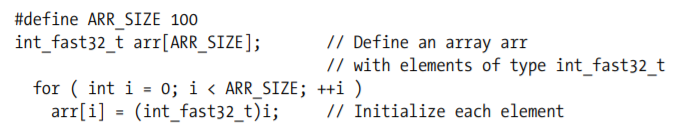 #define ARR_SIZE 100
int_fast32_t arr[ARR_SIZE];       // Define an array arr
                                  // with elements of type int_fast32_t
  for ( int i = 0; i < ARR_SIZE; ++i )
    arr[i] = (int_fast32_t)i;     // Initialize each element